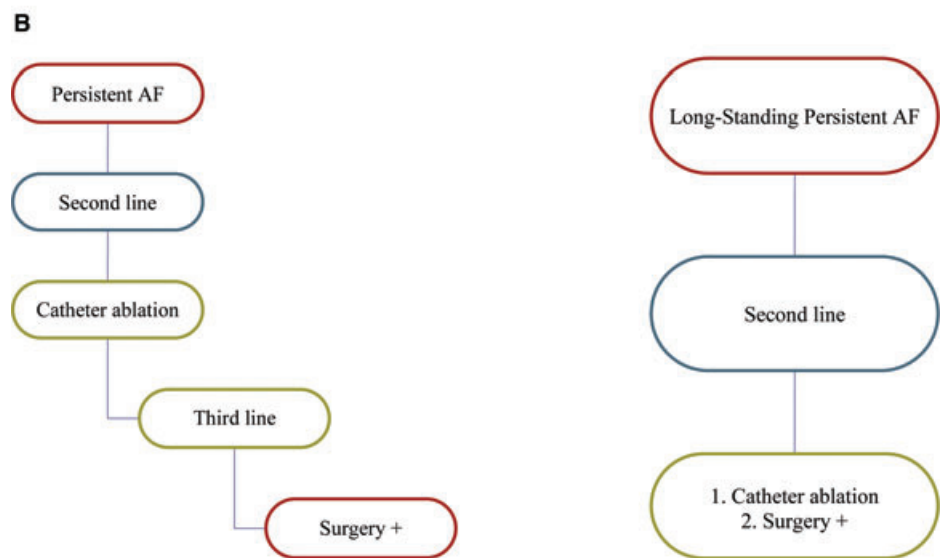 B
Persistent AF
Second line
Catheter ablation
Third line
Surgery +
Long-Standing Persistent AF
Second line
1. Catheter ablation
2. Surgery +